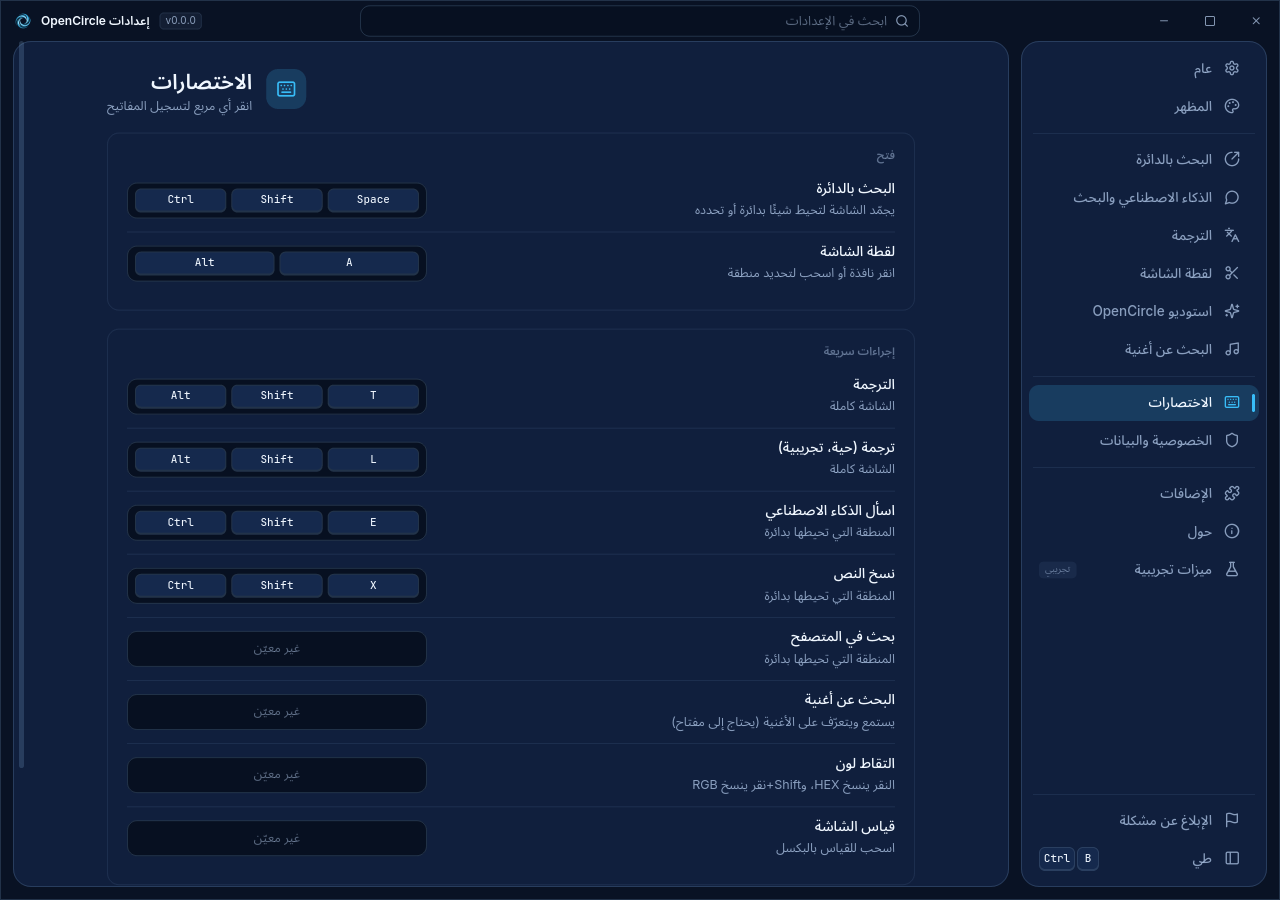 إعدادات OpenCircle
v0.0.0
ابحث في الإعدادات
عام
المظهر
البحث بالدائرة
الذكاء الاصطناعي والبحث
الترجمة
لقطة الشاشة
استوديو OpenCircle
البحث عن أغنية
الاختصارات
الخصوصية والبيانات
الإضافات
حول
ميزات تجريبية
تجريبي
الإبلاغ عن مشكلة
طي
Ctrl B
الاختصارات
انقر أي مربع لتسجيل المفاتيح
فتح
البحث بالدائرة
يجمّد الشاشة لتحيط شيئًا بدائرة أو تحدده
Ctrl Shift Space
لقطة الشاشة
انقر نافذة أو اسحب لتحديد منطقة
Alt A
إجراءات سريعة
الترجمة
الشاشة كاملة
Alt Shift T
ترجمة (حية، تجريبية)
الشاشة كاملة
Alt Shift L
اسأل الذكاء الاصطناعي
المنطقة التي تحيطها بدائرة
Ctrl Shift E
نسخ النص
المنطقة التي تحيطها بدائرة
Ctrl Shift X
بحث في المتصفح
المنطقة التي تحيطها بدائرة
غير معيّن
البحث عن أغنية
يستمع ويتعرّف على الأغنية (يحتاج إلى مفتاح)
غير معيّن
التقاط لون
النقر ينسخ HEX، وShift+نقر ينسخ RGB
غير معيّن
قياس الشاشة
اسحب للقياس بالبكسل
غير معيّن